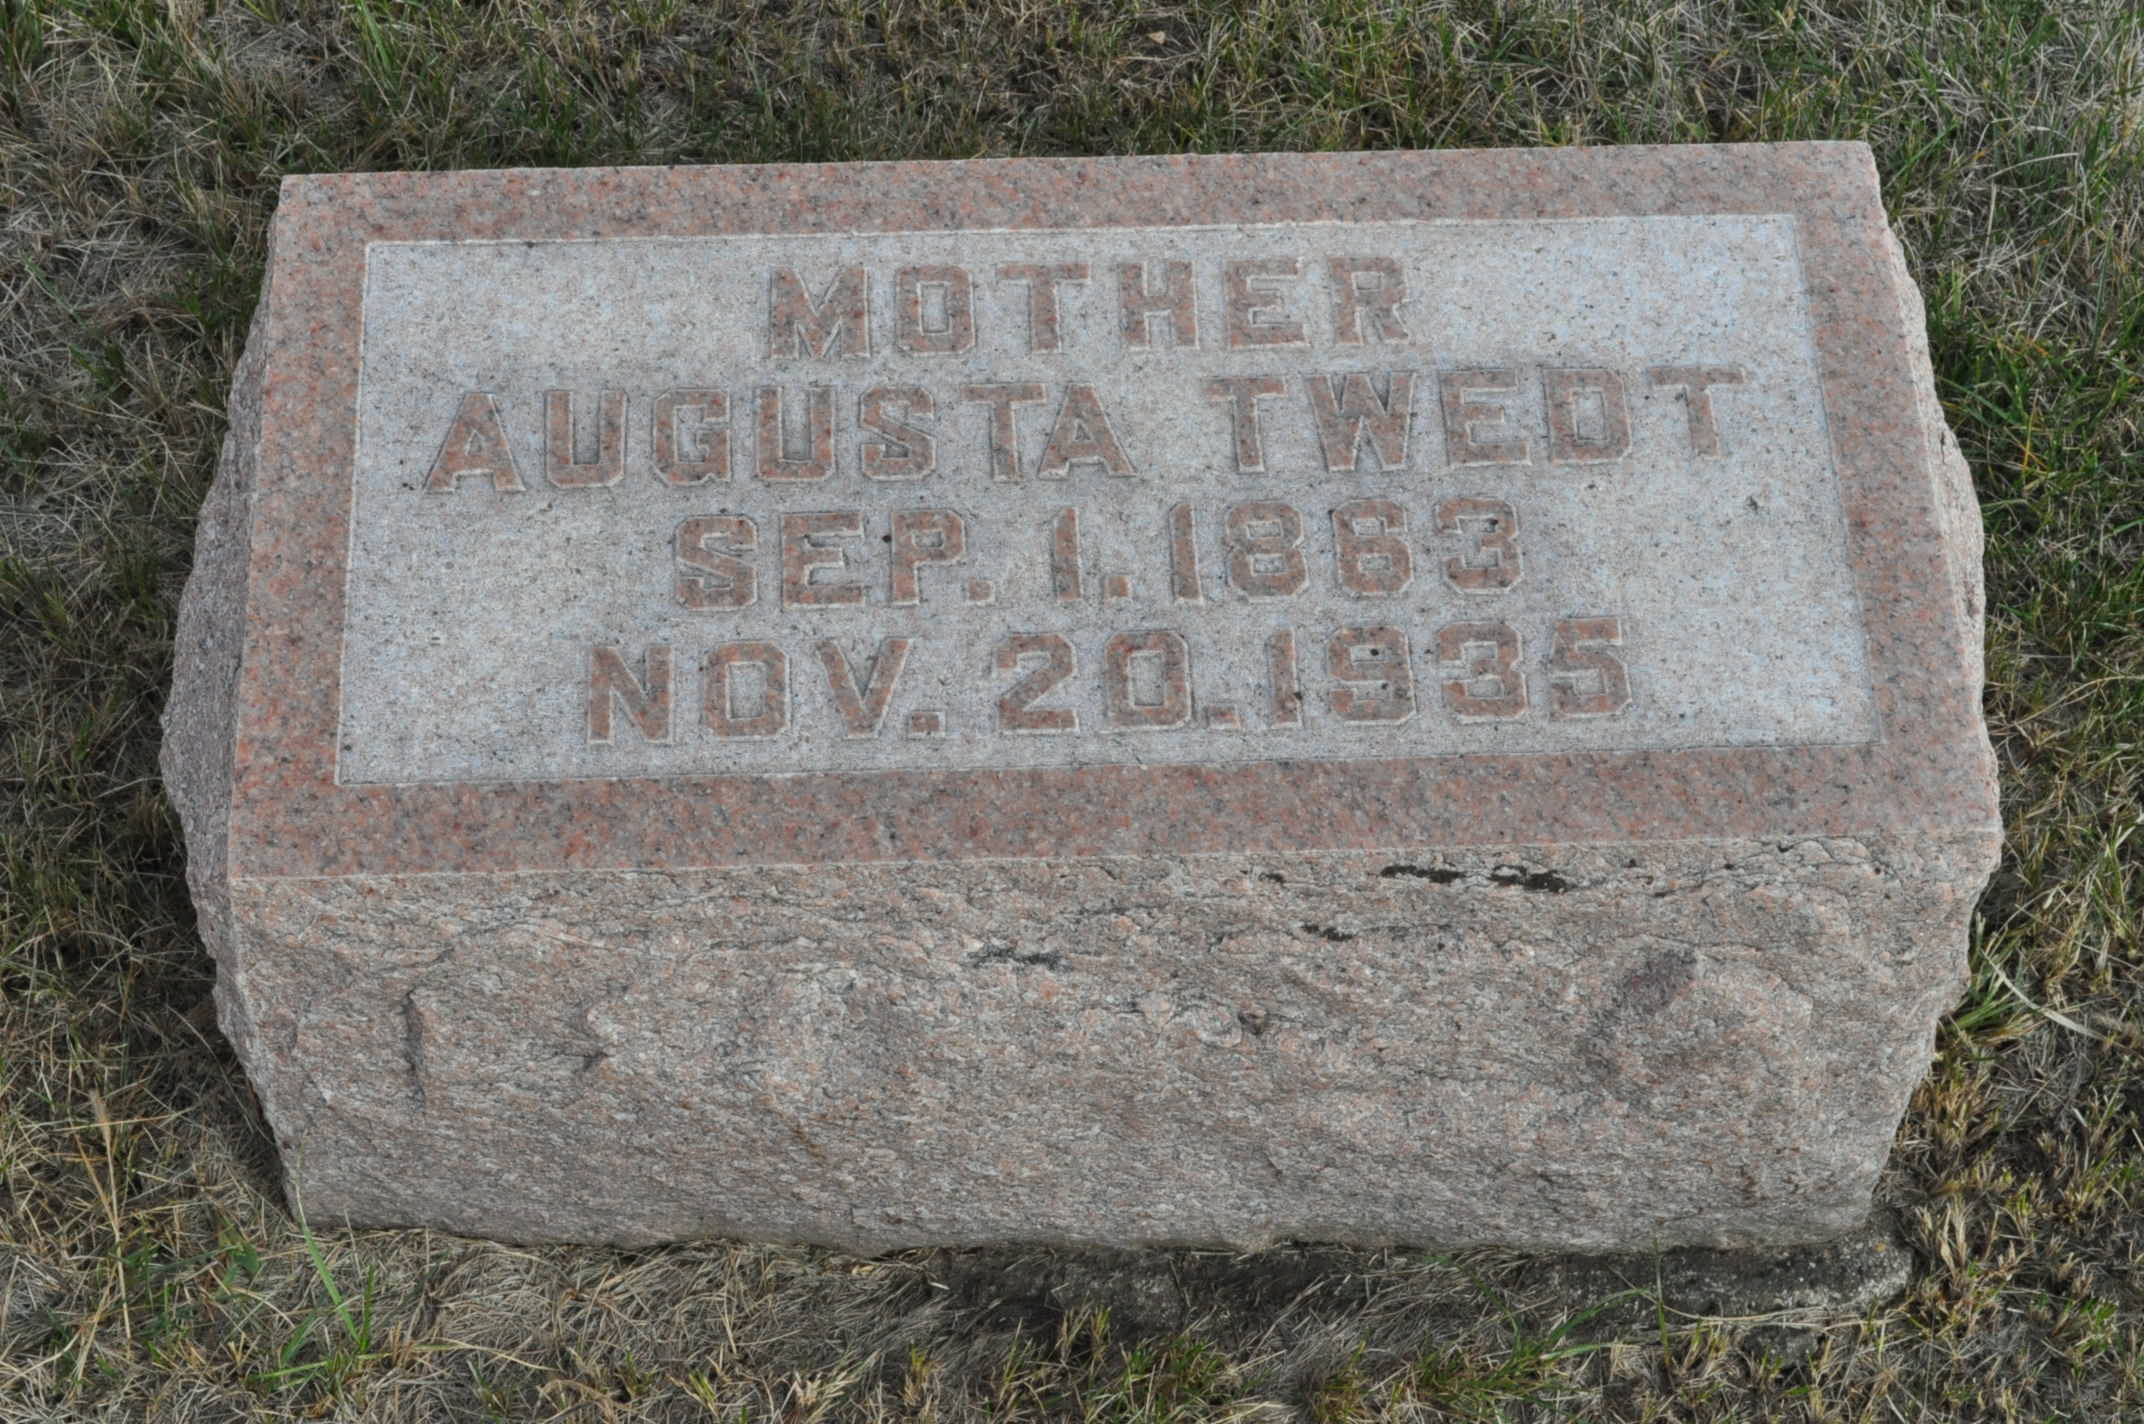 MOTHER
AUGUSTA TWEDT
SEP. 1. 1863
NOV. 20. 1935